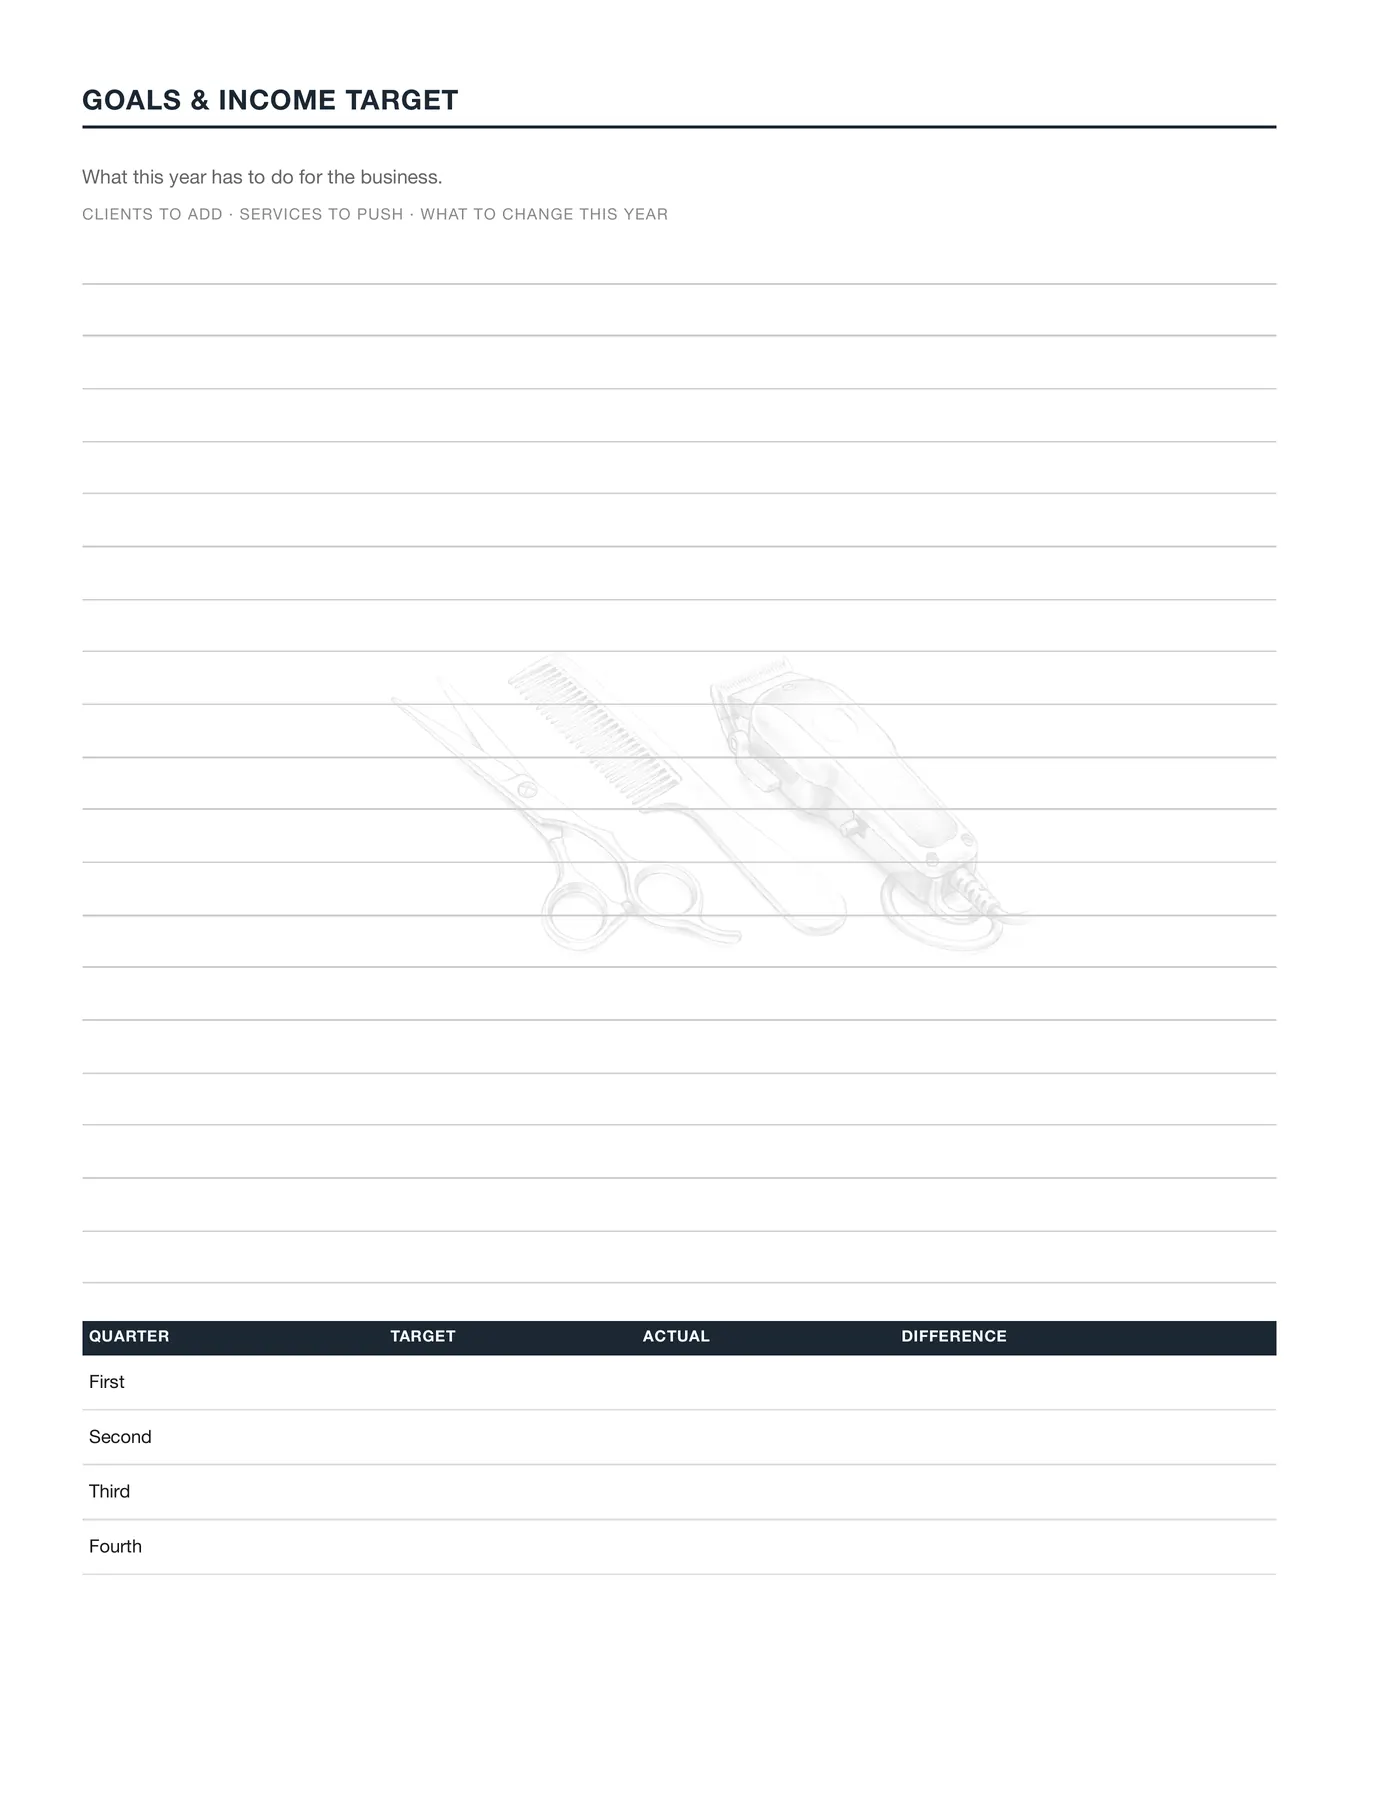 GOALS & INCOME TARGET
What this year has to do for the business.
CLIENTS TO ADD · SERVICES TO PUSH · WHAT TO CHANGE THIS YEAR
QUARTER TARGET ACTUAL DIFFERENCE
First
Second
Third
Fourth